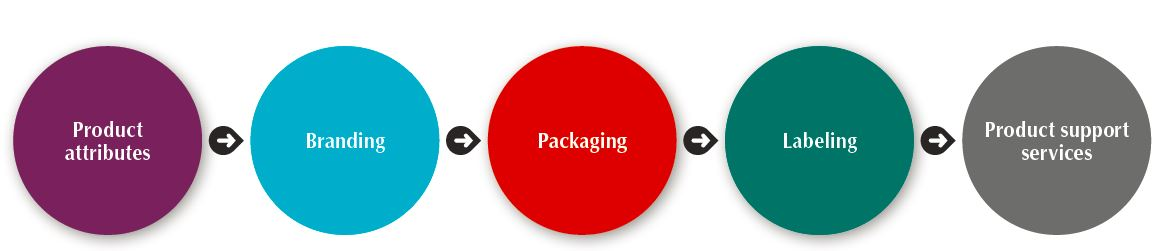 Product
attributes
Branding
Packaging
Labeling
Product support
services